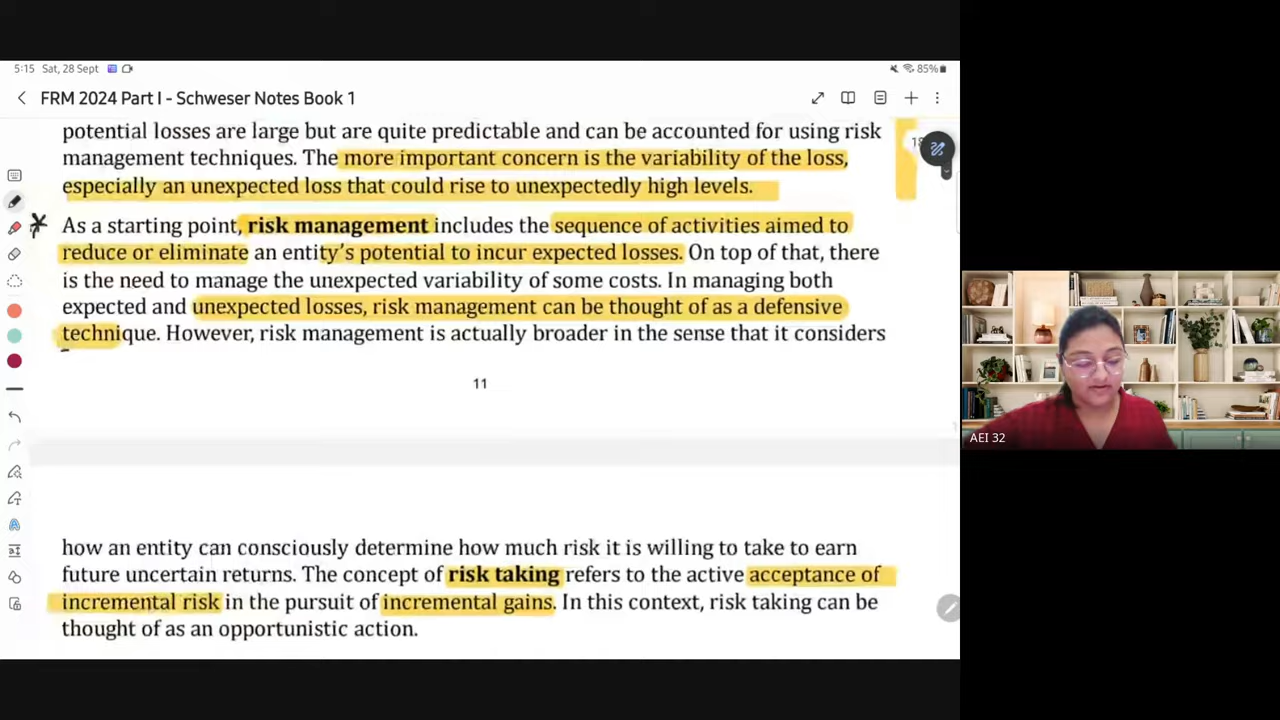 5:15 Sat, 28 Sept
85%
FRM 2024 Part I - Schweser Notes Book 1
potential losses are large but are quite predictable and can be accounted for using risk
management techniques. The more important concern is the variability of the loss,
especially an unexpected loss that could rise to unexpectedly high levels.
As a starting point, risk management includes the sequence of activities aimed to
reduce or eliminate an entity's potential to incur expected losses. On top of that, there
is the need to manage the unexpected variability of some costs. In managing both
expected and unexpected losses, risk management can be thought of as a defensive
technique. However, risk management is actually broader in the sense that it considers
11
how an entity can consciously determine how much risk it is willing to take to earn
future uncertain returns. The concept of risk taking refers to the active acceptance of
incremental risk in the pursuit of incremental gains. In this context, risk taking can be
thought of as an opportunistic action.
AEI 32